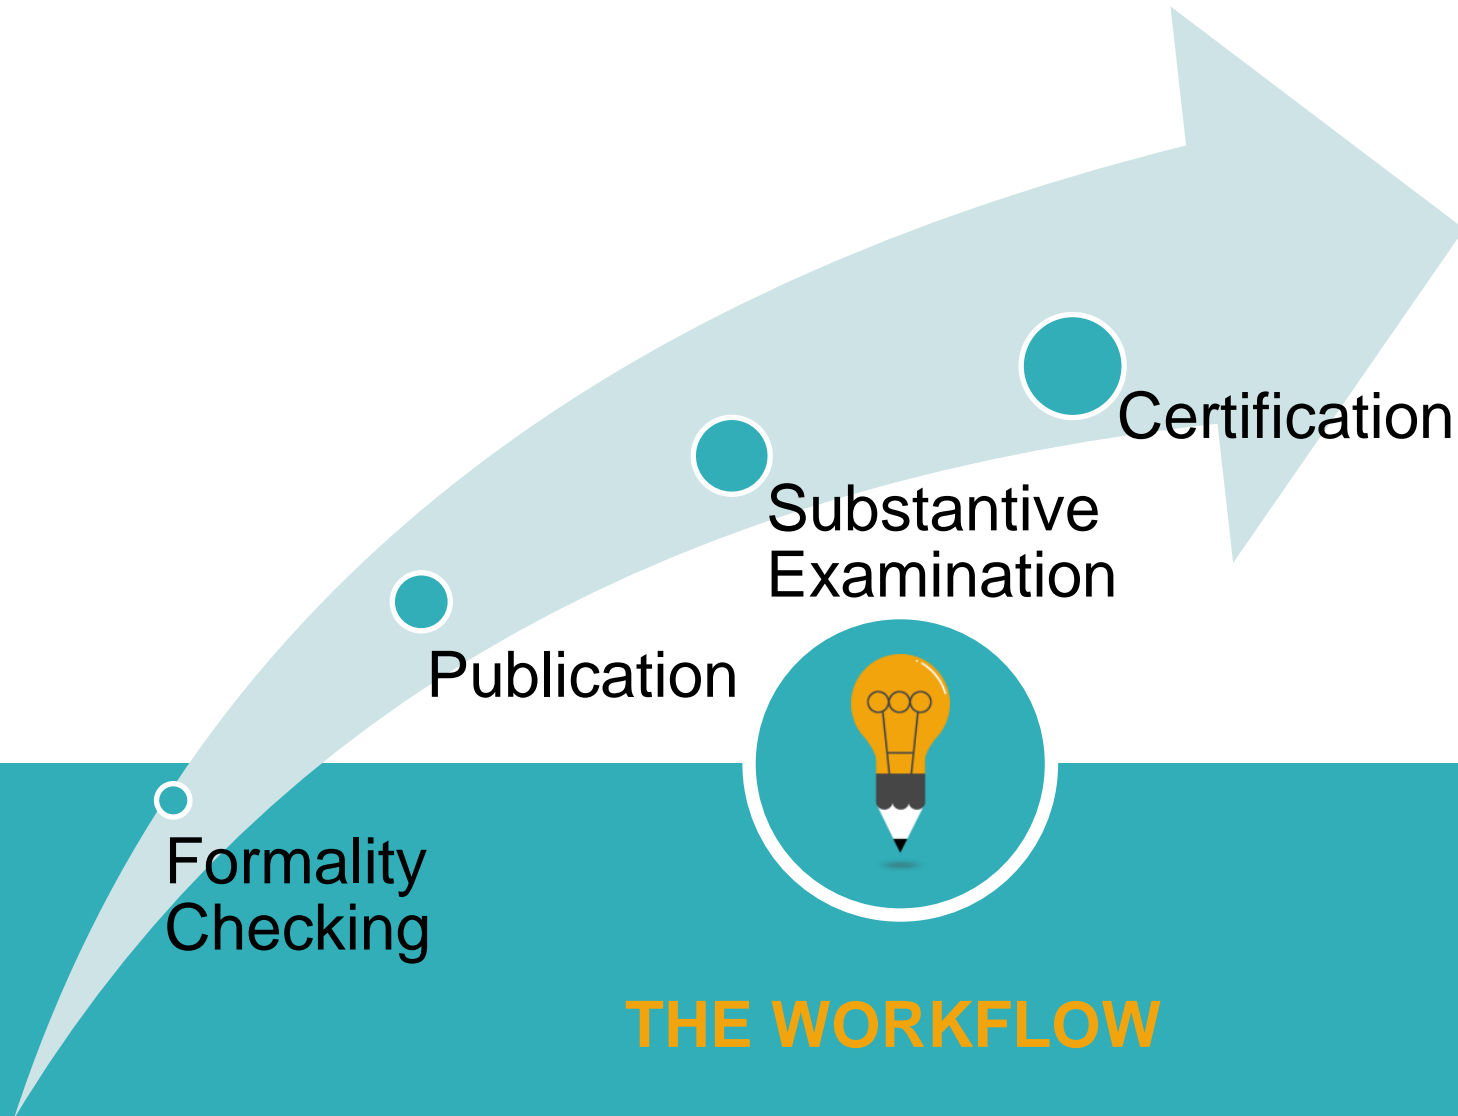 Certification
Substantive
Examination
Publication
Formality
Checking
THE WORKFLOW